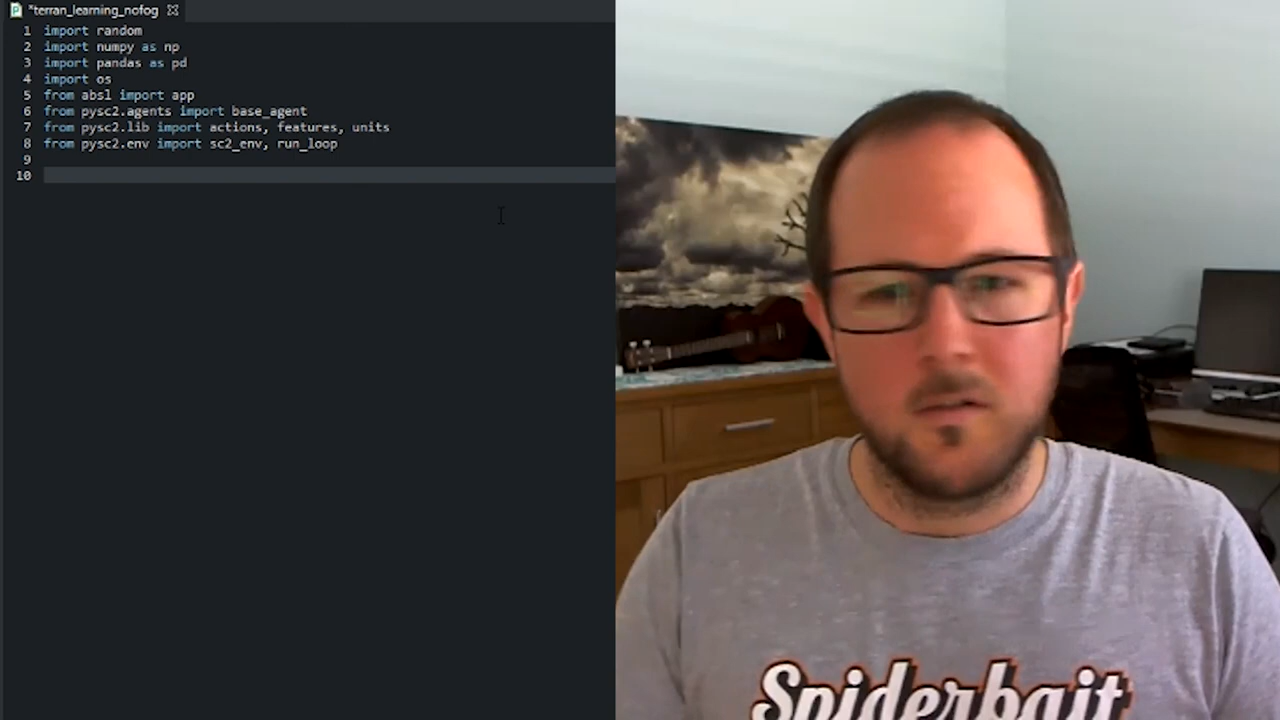 *terran_learning_nofog
1 import random
2 import numpy as np
3 import pandas as pd
4 import os
5 from absl import app
6 from pysc2.agents import base_agent
7 from pysc2.lib import actions, features, units
8 from pysc2.env import sc2_env, run_loop
9
10
Spiderbait